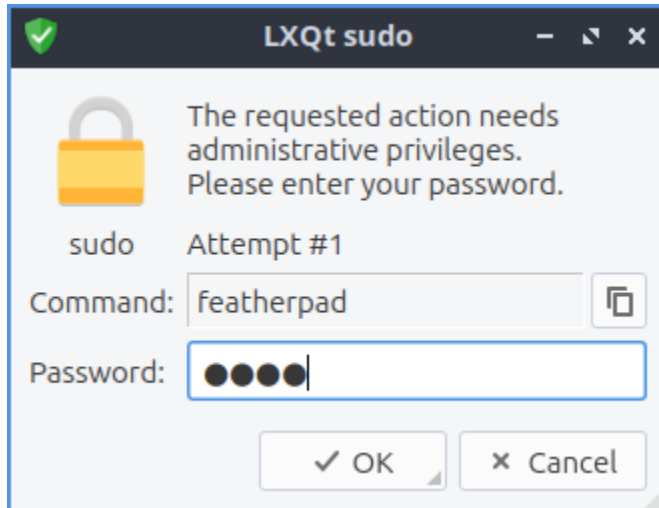 LXQt sudo
The requested action needs
administrative privileges.
Please enter your password.
sudo Attempt #1
Command: featherpad
Password: ●●●●
OK Cancel